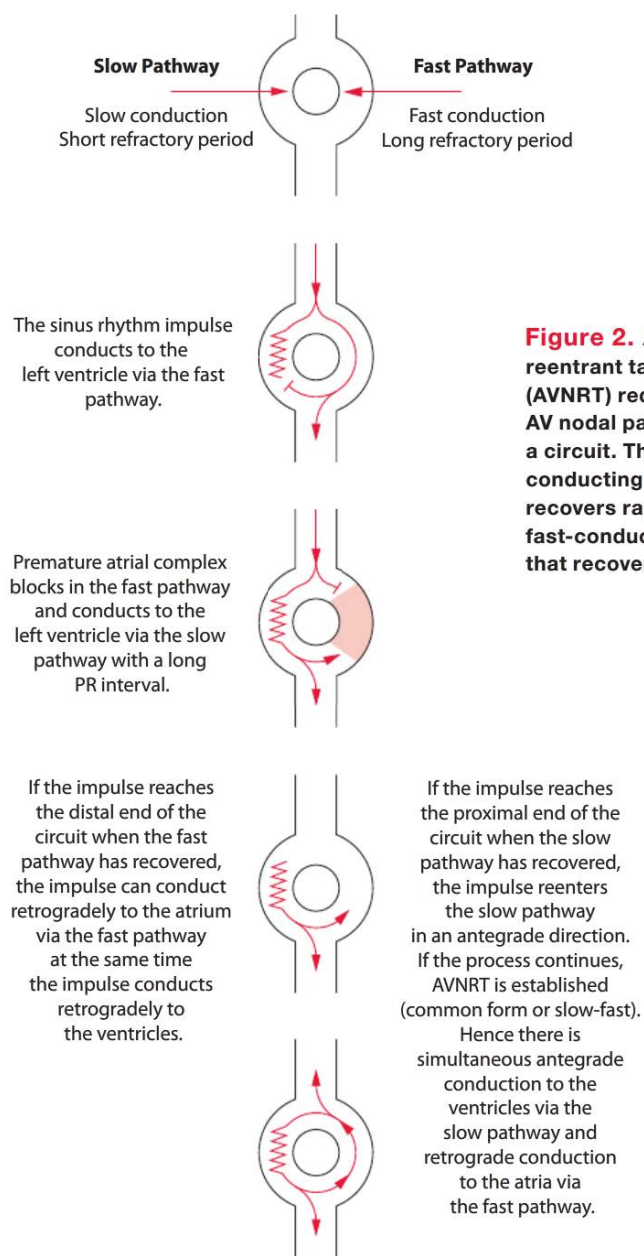 Slow Pathway
Slow conduction
Short refractory period
Fast Pathway
Fast conduction
Long refractory period
The sinus rhythm impulse
conducts to the
left ventricle via the fast
pathway.
Figure 2.
reentrant ta
(AVNRT) req
AV nodal pa
a circuit. Th
conducting
recovers ra
fast-conduc
that recover
Premature atrial complex
blocks in the fast pathway
and conducts to the
left ventricle via the slow
pathway with a long
PR interval.
If the impulse reaches
the distal end of the
circuit when the fast
pathway has recovered,
the impulse can conduct
retrogradely to the atrium
via the fast pathway
at the same time
the impulse conducts
retrogradely to
the ventricles.
If the impulse reaches
the proximal end of the
circuit when the slow
pathway has recovered,
the impulse reenters
the slow pathway
in an antegrade direction.
If the process continues,
AVNRT is established
(common form or slow-fast).
Hence there is
simultaneous antegrade
conduction to the
ventricles via the
slow pathway and
retrograde conduction
to the atria via
the fast pathway.